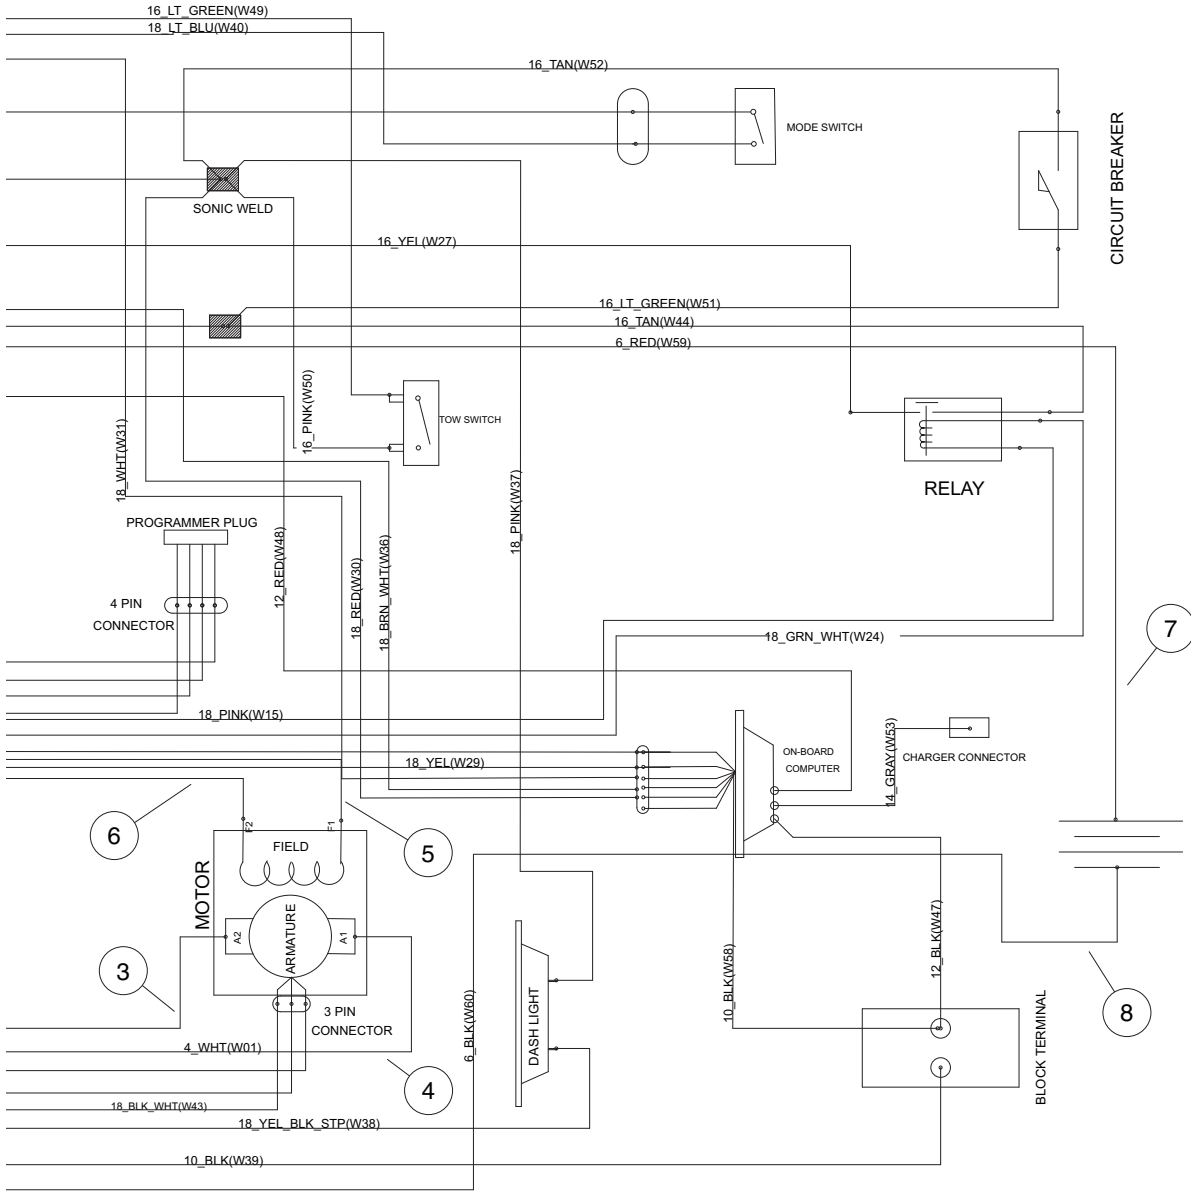 16_LT_GREEN(W49)
18_LT_BLU(W40)
16_TAN(W52)
MODE SWITCH
CIRCUIT BREAKER
SONIC WELD
16_YEL(W27)
16_LT_GREEN(W51)
16_TAN(W44)
6_RED(W59)
16_PINK(W50)
TOW SWITCH
18_WHT(W31)
18_PINK(W37)
RELAY
PROGRAMMER PLUG
12_RED(W48)
18_RED(W30)
18_BRN_WHT(W36)
4 PIN
CONNECTOR
18_GRN_WHT(W24)
7
18_PINK(W15)
18_YEL(W29)
ON-BOARD
COMPUTER
14_GRAY(W53)
CHARGER CONNECTOR
6
F2
F1
5
FIELD
MOTOR
ARMATURE
A2
A1
3
3 PIN
CONNECTOR
4_WHT(W01)
4
18_BLK_WHT(W43)
18_YEL_BLK_STP(W38)
10_BLK(W39)
6_BLK(W60)
DASH LIGHT
10_BLK(W58)
12_BLK(W47)
BLOCK TERMINAL
8